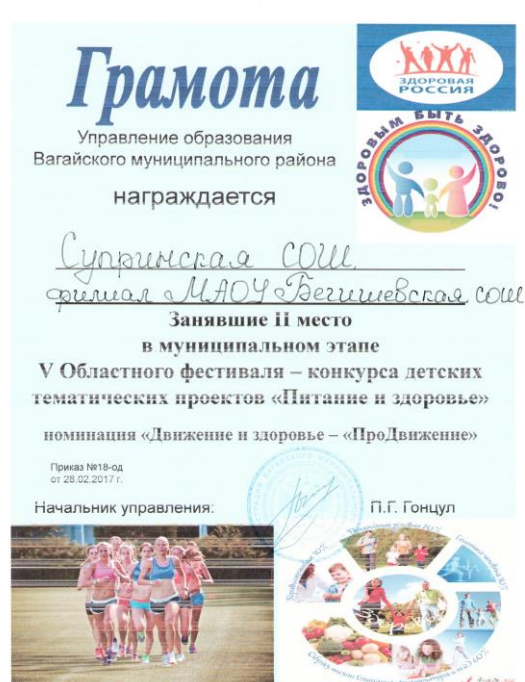 Грамота
Управление образования
Вагайского муниципального района
награждается
Супринская СОШ,
филиал МАОУ Бегишевская сош
Занявшие II место
в муниципальном этапе
V Областного фестиваля – конкурса детских
тематических проектов «Питание и здоровье»
номинация «Движение и здоровье – «ПроДвижение»
Приказ №18-од
от 28.02.2017 г.
Начальник управления:
П.Г. Гонцул
ЗДОРОВАЯ
РОССИЯ
ЗДОРОВЫМ БЫТЬ ЗДОРОВО!